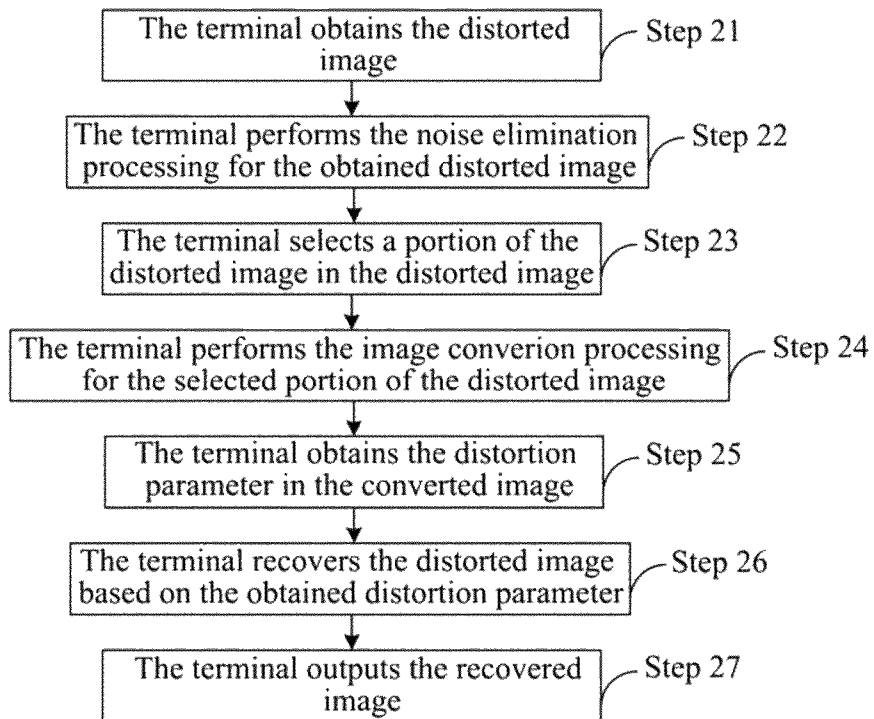 The terminal obtains the distorted
image
Step 21
The terminal performs the noise elimination
processing for the obtained distorted image
Step 22
The terminal selects a portion of the
distorted image in the distorted image
Step 23
The terminal performs the image converion processing
for the selected portion of the distorted image
Step 24
The terminal obtains the distortion
parameter in the converted image
Step 25
The terminal recovers the distorted image
based on the obtained distortion parameter
Step 26
The terminal outputs the recovered
image
Step 27